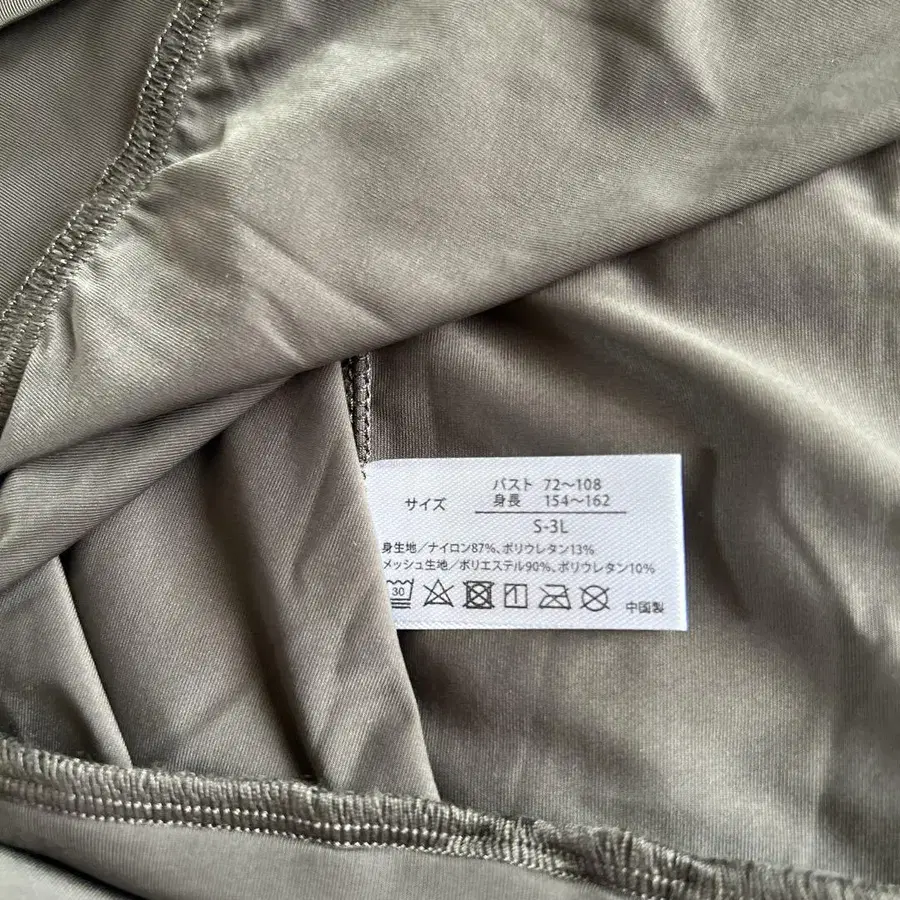 サイズ
バスト 72～108
身長 154～162
S-3L
身生地／ナイロン87%、ポリウレタン13%
メッシュ生地／ポリエステル90%、ポリウレタン10%
30
中国製